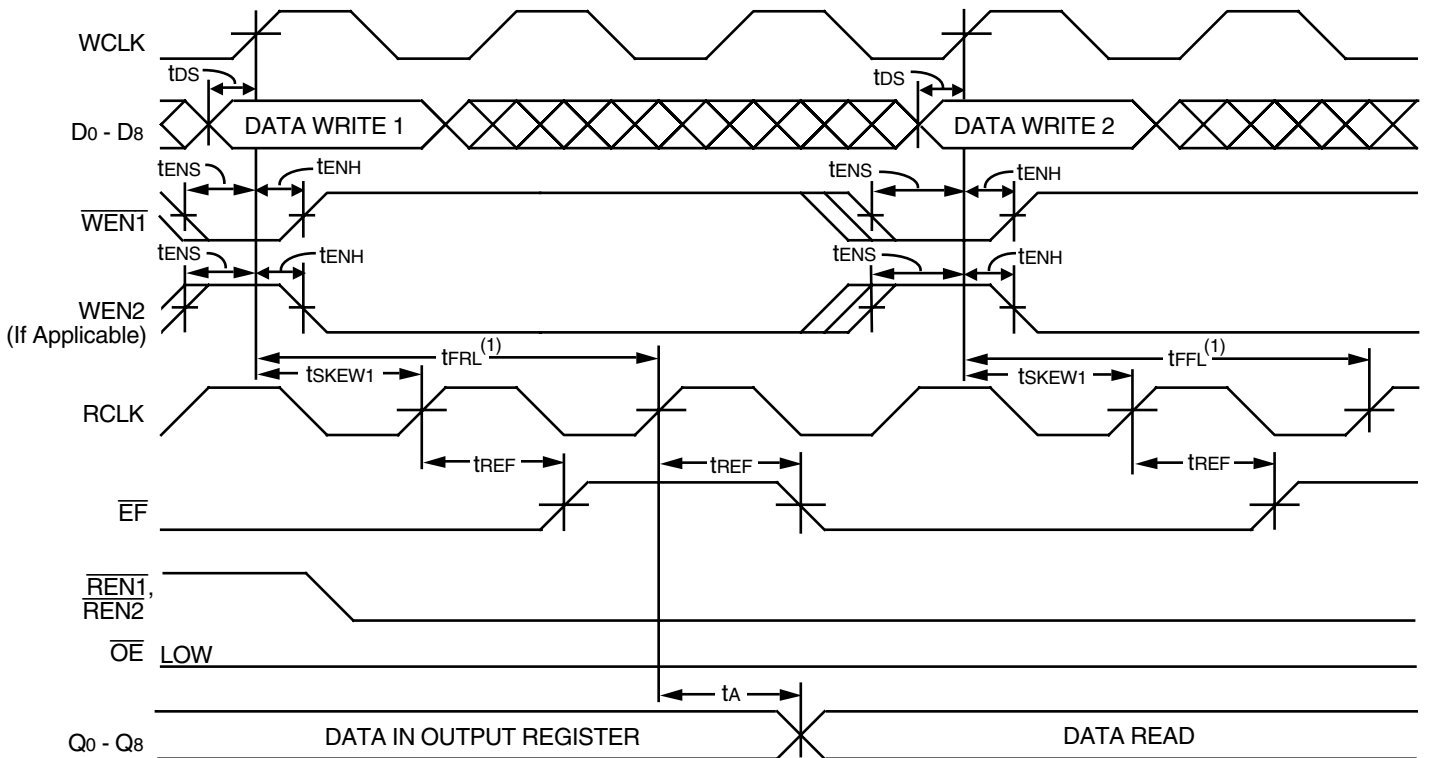 WCLK
tDS
tDS
D0 - D8
DATA WRITE 1
DATA WRITE 2
tENS
tENH
tENS
tENH
WEN1
tENS
tENH
tENS
tENH
WEN2
(If Applicable)
tFRL(1)
tFFL(1)
tSKEW1
tSKEW1
RCLK
tREF
tREF
tREF
EF
REN1,
REN2
OE
LOW
tA
Q0 - Q8
DATA IN OUTPUT REGISTER
DATA READ